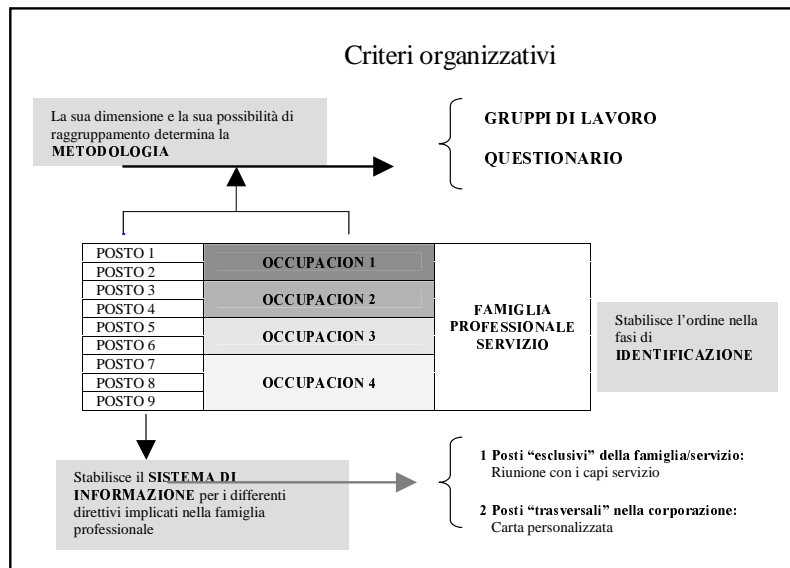 Criteri organizzativi
La sua dimensione e la sua possibilità di
raggruppamento determina la
METODOLOGIA
GRUPPI DI LAVORO
QUESTIONARIO
POSTO 1
POSTO 2
POSTO 3
POSTO 4
POSTO 5
POSTO 6
POSTO 7
POSTO 8
POSTO 9
OCCUPACION 1
OCCUPACION 2
OCCUPACION 3
OCCUPACION 4
FAMIGLIA
PROFESSIONALE
SERVIZIO
Stabilisce l’ordine nella
fasi di
IDENTIFICAZIONE
Stabilisce il SISTEMA DI
INFORMAZIONE per i differenti
direttivi implicati nella famiglia
professionale
1 Posti “esclusivi” della famiglia/servizio:
Riunione con i capi servizio
2 Posti “trasversali” nella corporazione:
Carta personalizzata